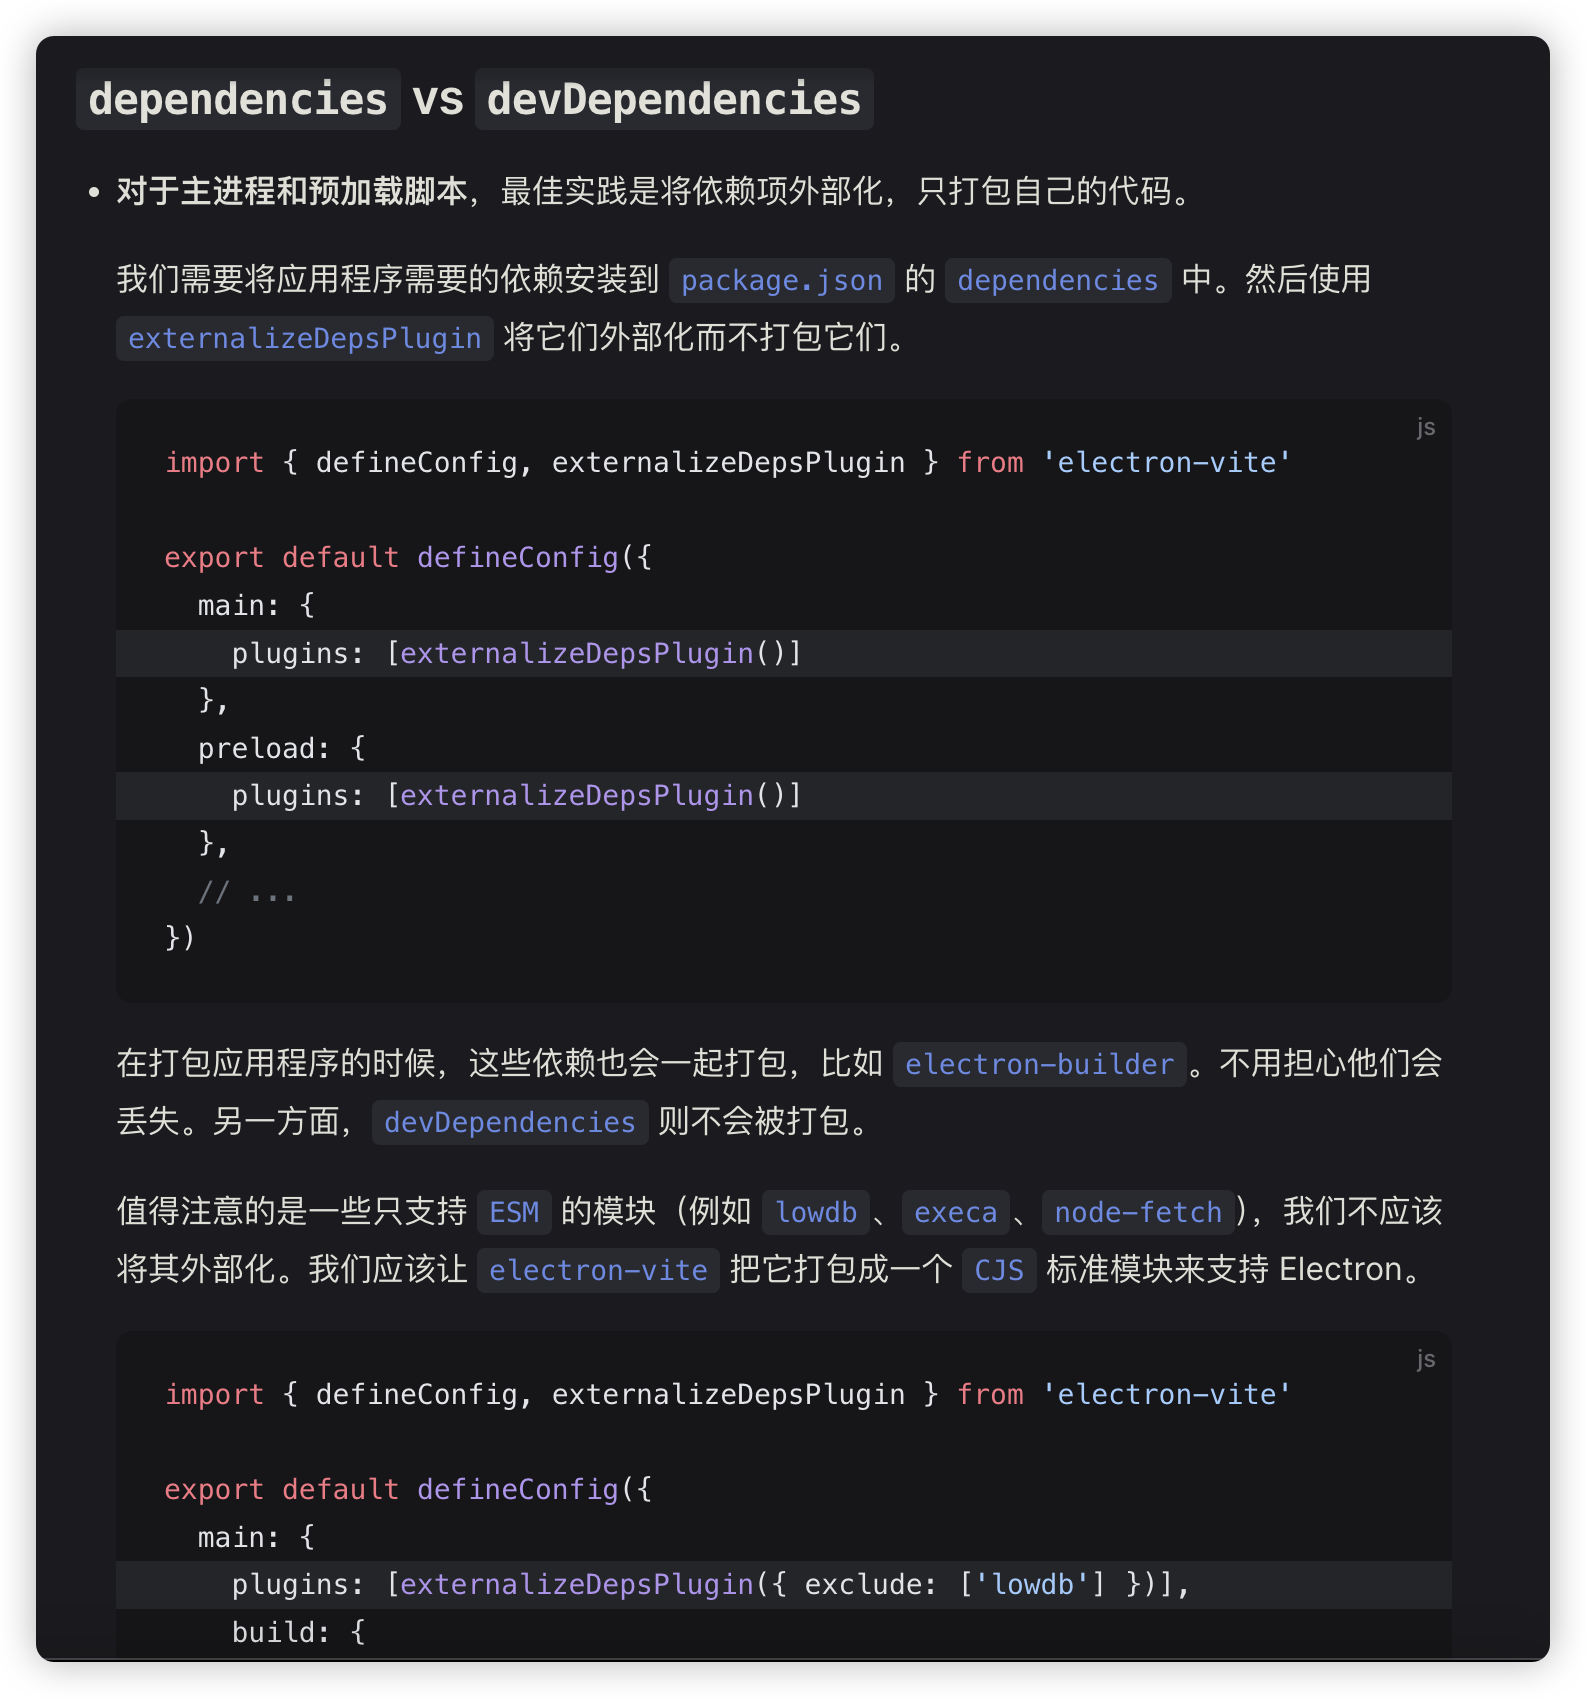 dependencies vs devDependencies
• 对于主进程和预加载脚本，最佳实践是将依赖项外部化，只打包自己的代码。
我们需要将应用程序需要的依赖安装到 package.json 的 dependencies 中。然后使用
externalizeDepsPlugin 将它们外部化而不打包它们。
js
import { defineConfig, externalizeDepsPlugin } from 'electron-vite'
export default defineConfig({
  main: {
    plugins: [externalizeDepsPlugin()]
  },
  preload: {
    plugins: [externalizeDepsPlugin()]
  },
  // ...
})
在打包应用程序的时候，这些依赖也会一起打包，比如 electron-builder。不用担心他们会
丢失。另一方面，devDependencies 则不会被打包。
值得注意的是一些只支持 ESM 的模块（例如 lowdb、execa、node-fetch），我们不应该
将其外部化。我们应该让 electron-vite 把它打包成一个 CJS 标准模块来支持 Electron。
js
import { defineConfig, externalizeDepsPlugin } from 'electron-vite'
export default defineConfig({
  main: {
    plugins: [externalizeDepsPlugin({ exclude: ['lowdb'] })],
    build: {